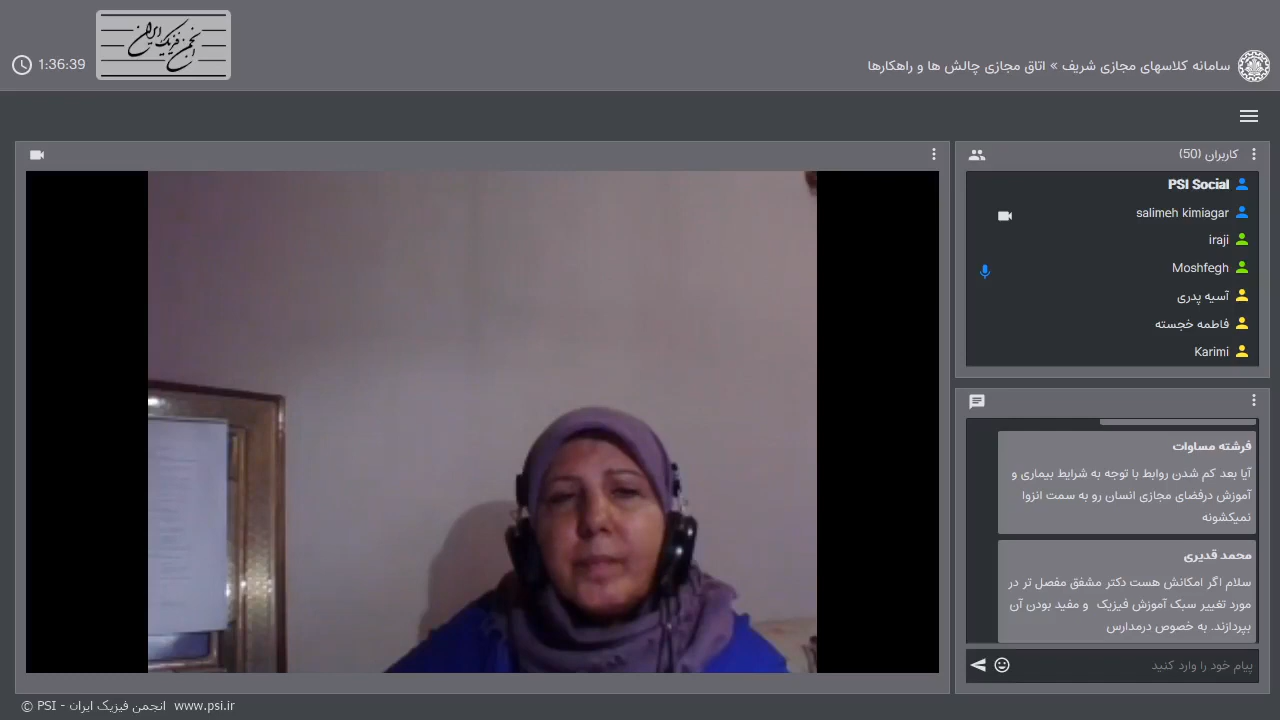 انجمن فیزیک ایران
1:36:39
سامانه کلاسهای مجازی شریف » اتاق مجازی چالش ها و راهکارها
کاربران (50)
PSI Social
salimeh kimiagar
iraji
Moshfegh
آسیه پدری
فاطمه خجسته
Karimi
فرشته مساوات
آیا بعد کم شدن روابط با توجه به شرایط بیماری و
آموزش درفضای مجازی انسان رو به سمت انزوا
نمیکشونه
محمد قدیری
سلام اگر امکانش هست دکتر مشفق مفصل تر در
مورد تغییر سبک آموزش فیزیک و مفید بودن آن
بپردازند. به خصوص درمدارس
پیام خود را وارد کنید
© PSI - انجمن فیزیک ایران www.psi.ir